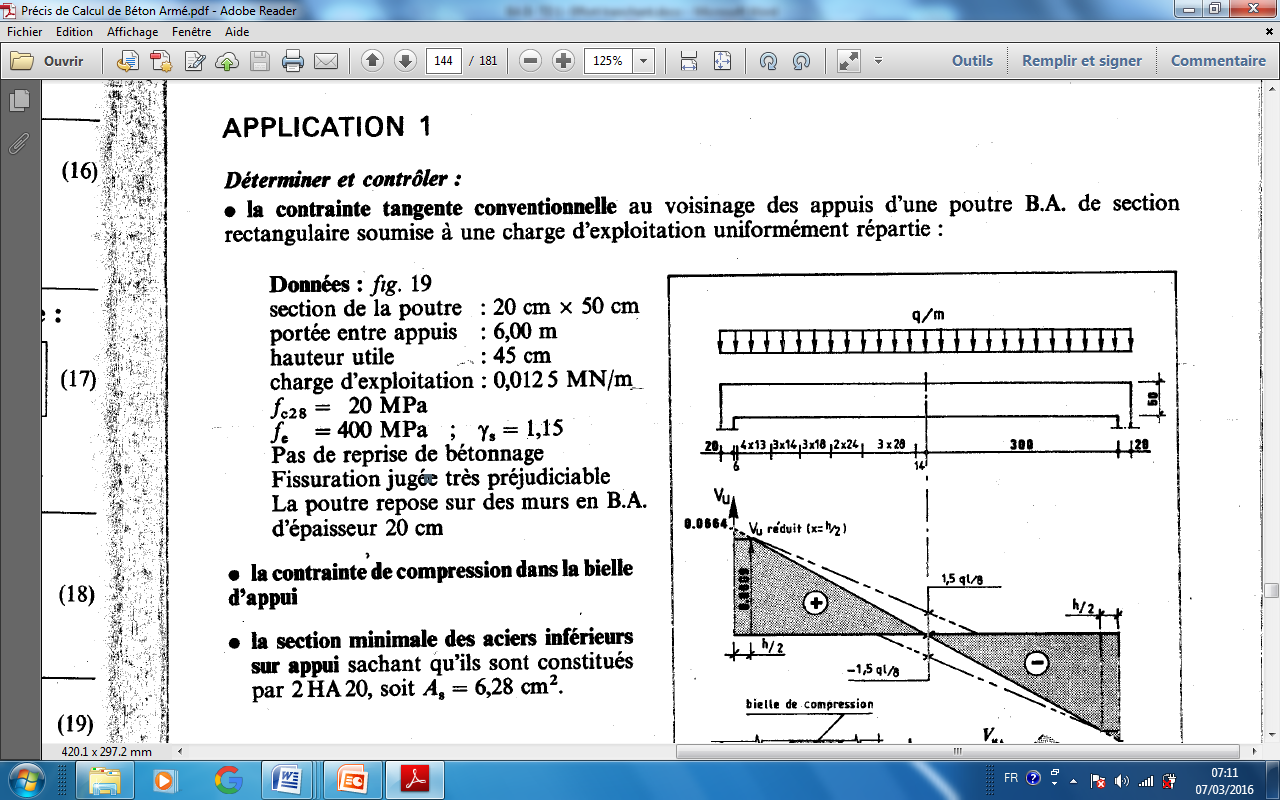 Précis de Calcul de Béton Armé.pdf - Adobe Reader
Fichier Edition Affichage Fenêtre Aide
Ouvrir 144 / 181 125% Outils Remplir et signer Commentaire
APPLICATION 1
(16)
Déterminer et contrôler :
• la contrainte tangente conventionnelle au voisinage des appuis d'une poutre B.A. de section
rectangulaire soumise à une charge d'exploitation uniformément répartie :
Données : fig. 19
section de la poutre : 20 cm × 50 cm
portée entre appuis : 6,00 m
hauteur utile : 45 cm
charge d'exploitation : 0,0125 MN/m
fc28 = 20 MPa
fe = 400 MPa ; γs = 1,15
Pas de reprise de bétonnage
Fissuration jugée très préjudiciable
La poutre repose sur des murs en B.A.
d'épaisseur 20 cm
e :
(17)
• la contrainte de compression dans la bielle
d'appui
(18)
• la section minimale des aciers inférieurs
sur appui sachant qu'ils sont constitués
par 2 HA 20, soit As = 6,28 cm².
(19)
q/m
50
20 4x13 3x14 3x18 2x24 3x28 300 20
6 14
Vu
0.0664
Vu réduit (x=h/2)
1,5 ql/8
h/2
+
h/2
-
-1,5 ql/8
bielle de compression
420.1 x 297.2 mm
FR
07:11
07/03/2016